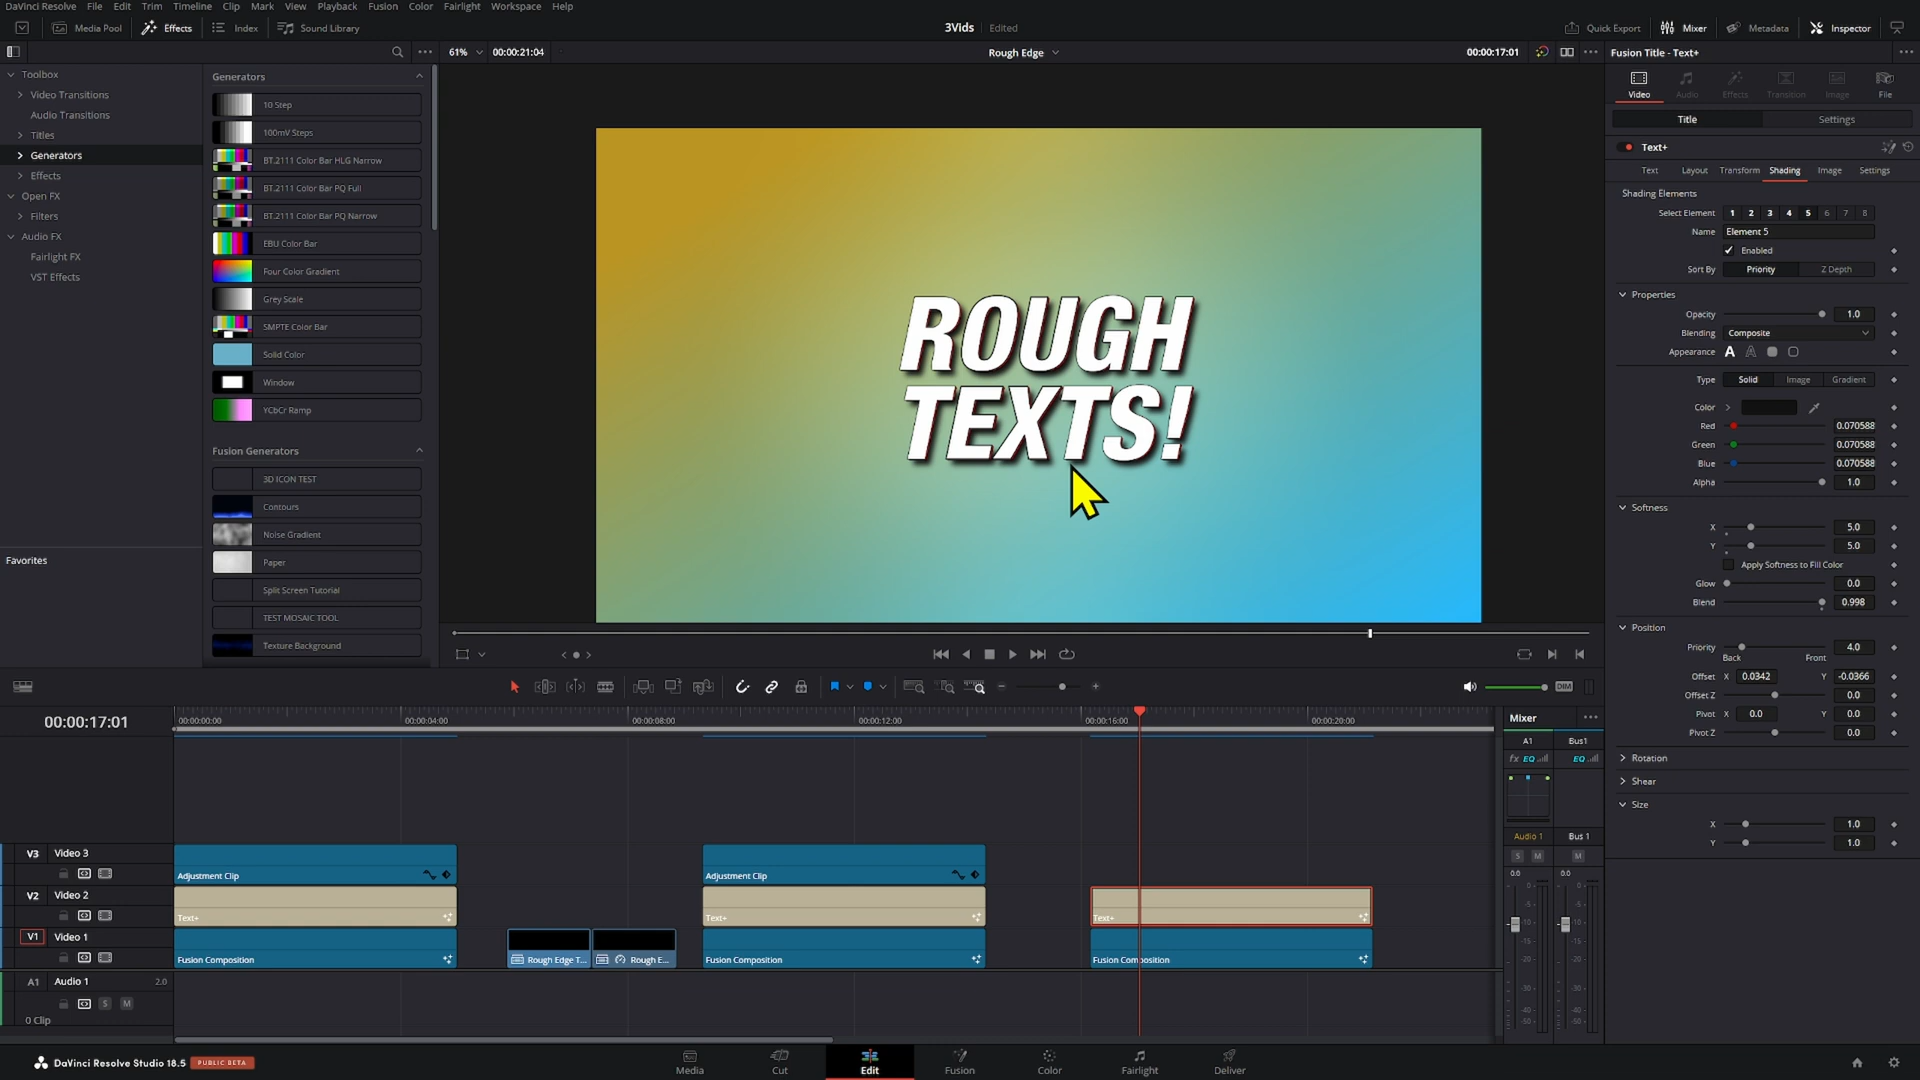 DaVinci Resolve File Edit Trim Timeline Clip Mark View Playback Fusion Color Fairlight Workspace Help
Media Pool Effects Index Sound Library 3Vids Edited Quick Export Mixer Metadata Inspector
61% 00:00:21:04 Rough Edge 00:00:17:01 Fusion Title - Text+
Toolbox
Video Transitions
Audio Transitions
Titles
Generators
Effects
Open FX
Filters
Audio FX
Fairlight FX
VST Effects
Favorites
Generators
10 Step
100mV Steps
BT.2111 Color Bar HLG Narrow
BT.2111 Color Bar PQ Full
BT.2111 Color Bar PQ Narrow
EBU Color Bar
Four Color Gradient
Grey Scale
SMPTE Color Bar
Solid Color
Window
YCbCr Ramp
Fusion Generators
3D ICON TEST
Contours
Noise Gradient
Paper
Split Screen Tutorial
TEST MOSAIC TOOL
Texture Background
ROUGH
TEXTS!
Video Audio Effects Transition Image File
Title Settings
Text+
Text Layout Transform Shading Image Settings
Shading Elements
Select Element 1 2 3 4 5 6 7 8
Name Element 5
Enabled
Sort By Priority Z Depth
Properties
Opacity 1.0
Blending Composite
Appearance A A
Type Solid Image Gradient
Color
Red 0.070588
Green 0.070588
Blue 0.070588
Alpha 1.0
Softness
X 5.0
Y 5.0
Apply Softness to Fill Color
Glow 0.0
Blend 0.998
Position
Priority 4.0
Back Front
Offset X 0.0342 Y -0.0366
Offset Z 0.0
Pivot X 0.0 Y 0.0
Pivot Z 0.0
Rotation
Shear
Size
X 1.0
Y 1.0
DIM
00:00:17:01
00:00:00:00 00:00:04:00 00:00:08:00 00:00:12:00 00:00:16:00 00:00:20:00
V3 Video 3
Adjustment Clip Adjustment Clip
V2 Video 2
Text+ Text+ Text+
V1 Video 1
Fusion Composition Rough Edge T... Rough E... Fusion Composition Fusion Composition
A1 Audio 1 2.0
S M
0 Clip
Mixer
A1 Bus1
fx EQ EQ
Audio 1 Bus 1
S M M
0.0 0.0
DaVinci Resolve Studio 18.5 PUBLIC BETA
Media Cut Edit Fusion Color Fairlight Deliver